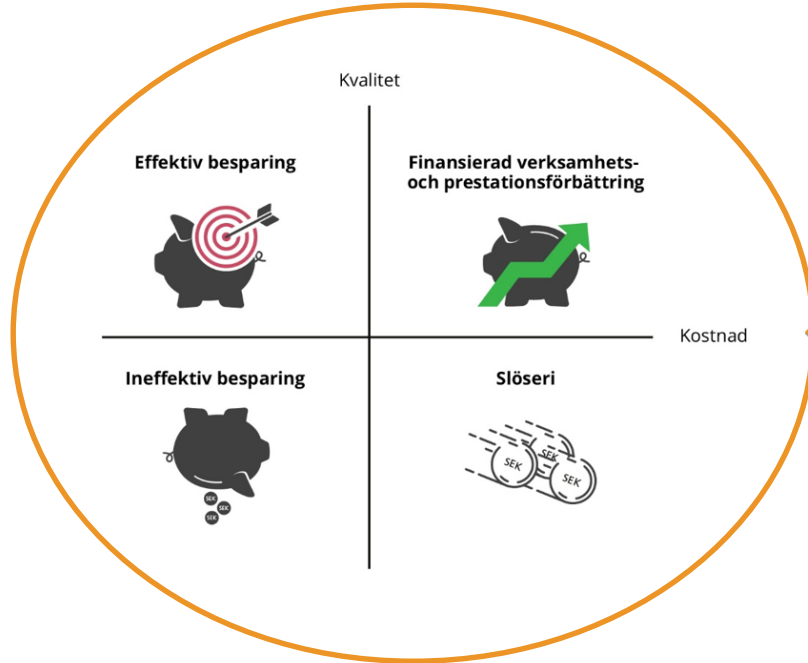 Kvalitet
Effektiv besparing
Finansierad verksamhets-
och prestationsförbättring
Kostnad
Ineffektiv besparing
Slöseri
SEK
SEK
SEK
SEK
SEK
SEK